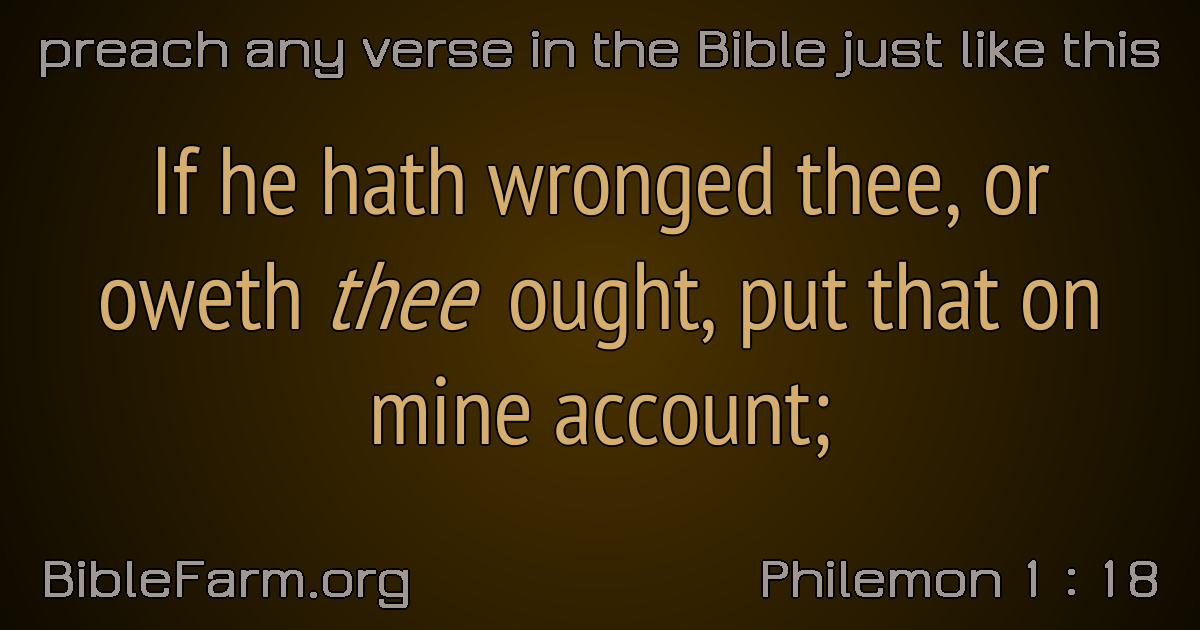 preach any verse in the Bible just like this
If he hath wronged thee, or
oweth thee ought, put that on
mine account;
BibleFarm.org
Philemon 1 : 18